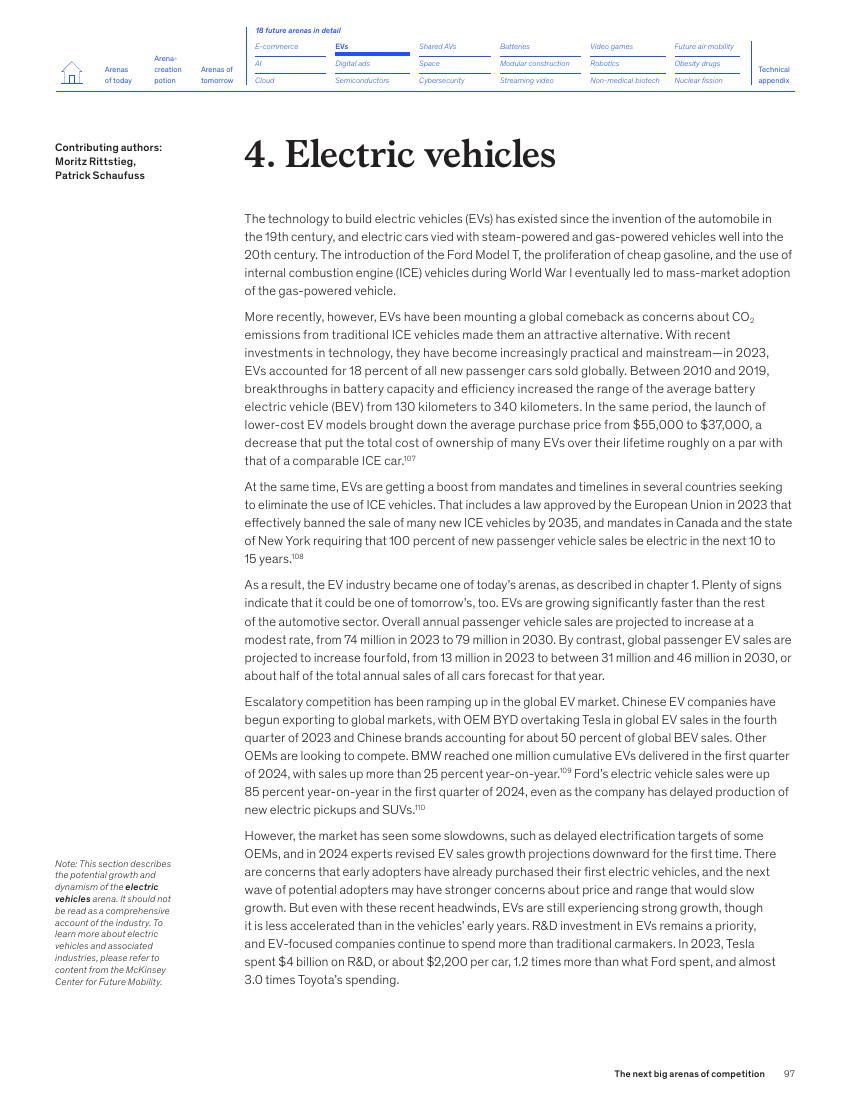 18 future arenas in detail
Arenas
of today
Arena-
creation
potion
Arenas of
tomorrow
E-commerce
EVs
Shared AVs
Batteries
Video games
Future air mobility
AI
Digital ads
Space
Modular construction
Robotics
Obesity drugs
Cloud
Semiconductors
Cybersecurity
Streaming video
Non-medical biotech
Nuclear fission
Technical
appendix
Contributing authors:
Moritz Rittstieg,
Patrick Schaufuss
4. Electric vehicles
The technology to build electric vehicles (EVs) has existed since the invention of the automobile in
the 19th century, and electric cars vied with steam-powered and gas-powered vehicles well into the
20th century. The introduction of the Ford Model T, the proliferation of cheap gasoline, and the use of
internal combustion engine (ICE) vehicles during World War I eventually led to mass-market adoption
of the gas-powered vehicle.
More recently, however, EVs have been mounting a global comeback as concerns about CO₂
emissions from traditional ICE vehicles made them an attractive alternative. With recent
investments in technology, they have become increasingly practical and mainstream—in 2023,
EVs accounted for 18 percent of all new passenger cars sold globally. Between 2010 and 2019,
breakthroughs in battery capacity and efficiency increased the range of the average battery
electric vehicle (BEV) from 130 kilometers to 340 kilometers. In the same period, the launch of
lower-cost EV models brought down the average purchase price from $55,000 to $37,000, a
decrease that put the total cost of ownership of many EVs over their lifetime roughly on a par with
that of a comparable ICE car.¹⁰⁷
At the same time, EVs are getting a boost from mandates and timelines in several countries seeking
to eliminate the use of ICE vehicles. That includes a law approved by the European Union in 2023 that
effectively banned the sale of many new ICE vehicles by 2035, and mandates in Canada and the state
of New York requiring that 100 percent of new passenger vehicle sales be electric in the next 10 to
15 years.¹⁰⁸
As a result, the EV industry became one of today's arenas, as described in chapter 1. Plenty of signs
indicate that it could be one of tomorrow's, too. EVs are growing significantly faster than the rest
of the automotive sector. Overall annual passenger vehicle sales are projected to increase at a
modest rate, from 74 million in 2023 to 79 million in 2030. By contrast, global passenger EV sales are
projected to increase fourfold, from 13 million in 2023 to between 31 million and 46 million in 2030, or
about half of the total annual sales of all cars forecast for that year.
Escalatory competition has been ramping up in the global EV market. Chinese EV companies have
begun exporting to global markets, with OEM BYD overtaking Tesla in global EV sales in the fourth
quarter of 2023 and Chinese brands accounting for about 50 percent of global BEV sales. Other
OEMs are looking to compete. BMW reached one million cumulative EVs delivered in the first quarter
of 2024, with sales up more than 25 percent year-on-year.¹⁰⁹ Ford's electric vehicle sales were up
85 percent year-on-year in the first quarter of 2024, even as the company has delayed production of
new electric pickups and SUVs.¹¹⁰
However, the market has seen some slowdowns, such as delayed electrification targets of some
OEMs, and in 2024 experts revised EV sales growth projections downward for the first time. There
are concerns that early adopters have already purchased their first electric vehicles, and the next
wave of potential adopters may have stronger concerns about price and range that would slow
growth. But even with these recent headwinds, EVs are still experiencing strong growth, though
it is less accelerated than in the vehicles' early years. R&D investment in EVs remains a priority,
and EV-focused companies continue to spend more than traditional carmakers. In 2023, Tesla
spent $4 billion on R&D, or about $2,200 per car, 1.2 times more than what Ford spent, and almost
3.0 times Toyota's spending.
Note: This section describes
the potential growth and
dynamism of the electric
vehicles arena. It should not
be read as a comprehensive
account of the industry. To
learn more about electric
vehicles and associated
industries, please refer to
content from the McKinsey
Center for Future Mobility.
The next big arenas of competition 97